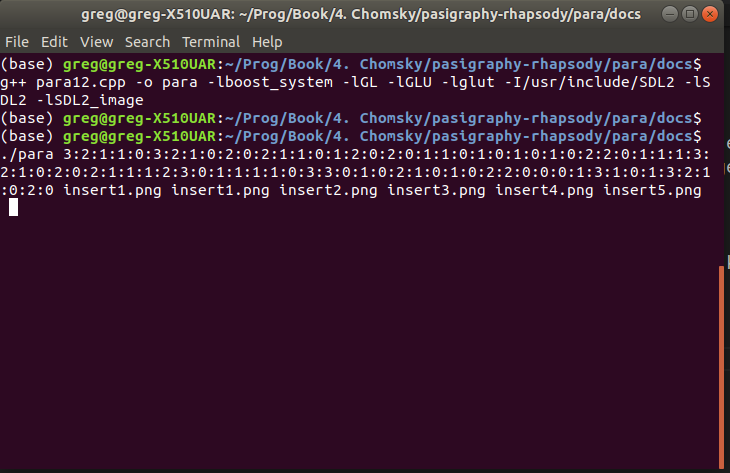 greg@greg-X510UAR: ~/Prog/Book/4. Chomsky/pasigraphy-rhapsody/para/docs
File Edit View Search Terminal Help
(base) greg@greg-X510UAR:~/Prog/Book/4. Chomsky/pasigraphy-rhapsody/para/docs$
g++ para12.cpp -o para -lboost_system -lGL -lGLU -lglut -I/usr/include/SDL2 -lS
DL2 -lSDL2_image
(base) greg@greg-X510UAR:~/Prog/Book/4. Chomsky/pasigraphy-rhapsody/para/docs$
(base) greg@greg-X510UAR:~/Prog/Book/4. Chomsky/pasigraphy-rhapsody/para/docs$
./para 3:2:1:1:0:3:2:1:0:2:0:2:1:1:0:1:2:0:2:0:1:1:0:1:0:1:0:1:0:2:2:0:1:1:1:3:
2:1:0:2:0:2:1:1:1:2:3:0:1:1:1:1:0:3:3:0:1:0:2:1:0:1:0:2:2:0:0:0:1:3:1:0:1:3:2:1
:0:2:0 insert1.png insert1.png insert2.png insert3.png insert4.png insert5.png